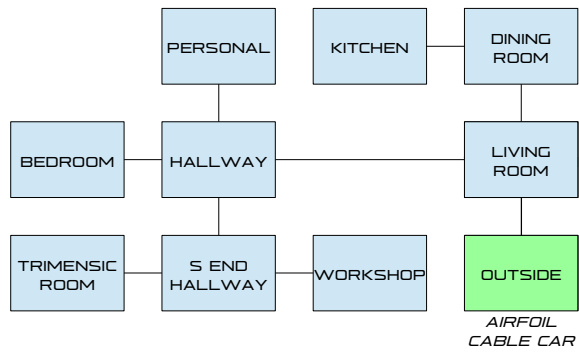 PERSONAL
KITCHEN
DINING
ROOM
BEDROOM
HALLWAY
LIVING
ROOM
TRIMENSIC
ROOM
S END
HALLWAY
WORKSHOP
OUTSIDE
AIRFOIL
CABLE CAR